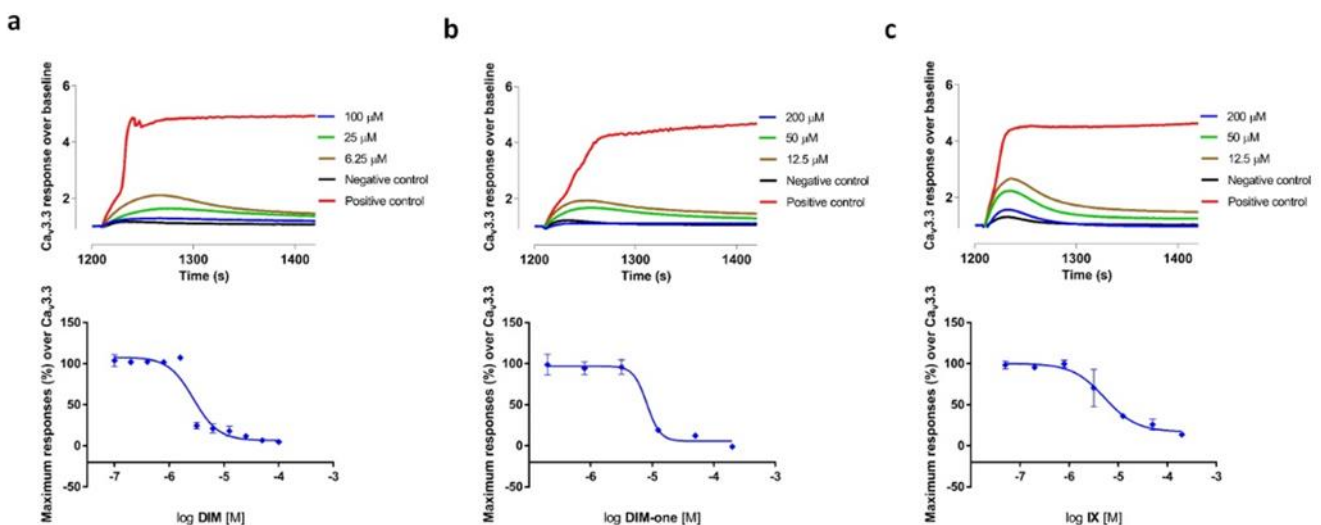 a
Caᵥ3.3 response over baseline
6
4
2
1200
1300
1400
Time (s)
100 µM
25 µM
6.25 µM
Negative control
Positive control
b
Caᵥ3.3 response over baseline
6
4
2
1200
1300
1400
Time (s)
200 µM
50 µM
12.5 µM
Negative control
Positive control
c
Caᵥ3.3 response over baseline
6
4
2
1200
1300
1400
Time (s)
200 µM
50 µM
12.5 µM
Negative control
Positive control
Maximum responses (%) over Caᵥ3.3
150
100
50
0
-50
-7
-6
-5
-4
-3
log DIM [M]
Maximum responses (%) over Caᵥ3.3
150
100
50
0
-50
-6
-5
-4
-3
log DIM-one [M]
Maximum responses (%) over Caᵥ3.3
150
100
50
0
-50
-7
-6
-5
-4
-3
log IX [M]